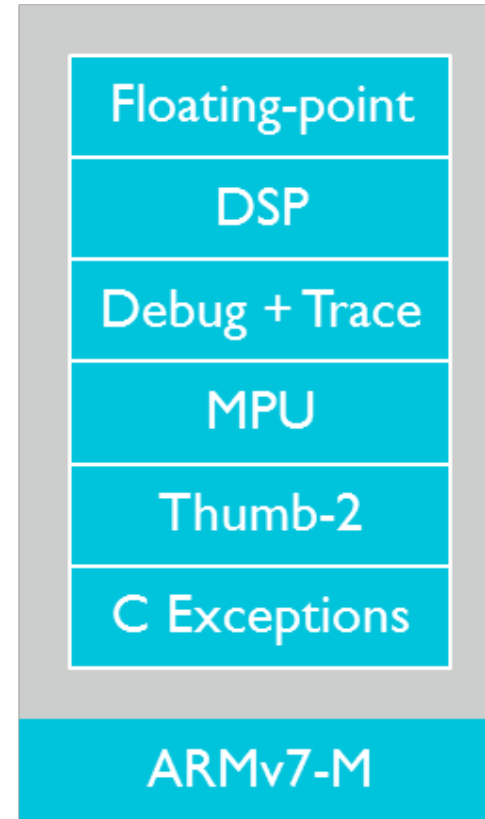 Floating-point
DSP
Debug + Trace
MPU
Thumb-2
C Exceptions
ARMv7-M